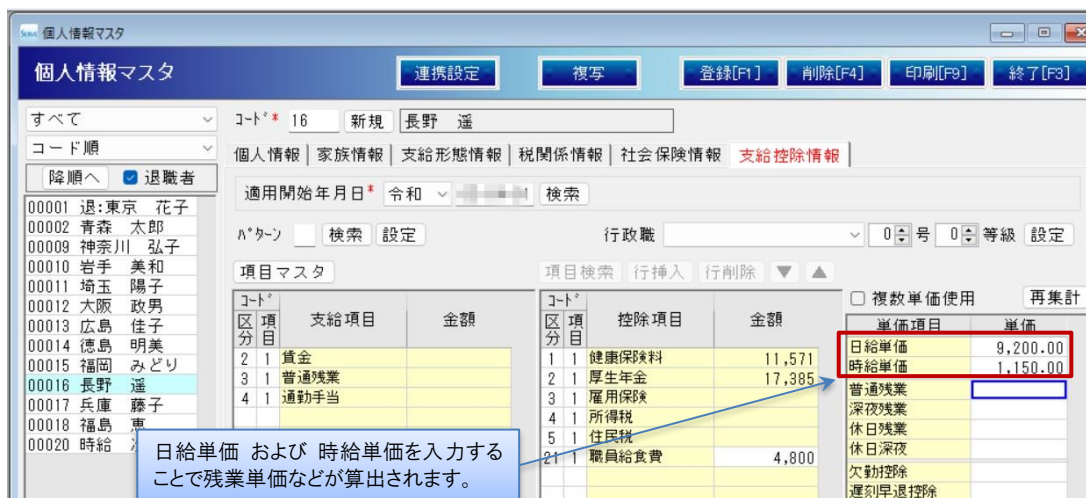 個人情報マスタ
個人情報マスタ 連携設定 複写 登録[F1] 削除[F4] 印刷[F9] 終了[F3]
すべて
コード順
降順へ 退職者
00001 退:東京 花子
00002 青森 太郎
00009 神奈川 弘子
00010 岩手 美和
00011 埼玉 陽子
00012 大阪 政男
00013 広島 佳子
00014 徳島 明美
00015 福岡 みどり
00016 長野 遥
00017 兵庫 藤子
00018 福島 恵
00020 時給
コード* 16 新規 長野 遥
個人情報 家族情報 支給形態情報 税関係情報 社会保険情報 支給控除情報
適用開始年月日* 令和 検索
パターン 検索 設定 行政職 0 号 0 等級 設定
項目マスタ 項目検索 行挿入 行削除 ▼ ▲
コード
区分 項目 支給項目 金額
2 1 賃金
3 1 普通残業
4 1 通勤手当
コード
区分 項目 控除項目 金額
1 1 健康保険料 11,571
2 1 厚生年金 17,385
3 1 雇用保険
4 1 所得税
5 1 住民税
21 1 職員給食費 4,800
複数単価使用 再集計
単価項目 単価
日給単価 9,200.00
時給単価 1,150.00
普通残業
深夜残業
休日残業
休日深夜
欠勤控除
遅刻早退控除
日給単価 および 時給単価を入力する
ことで残業単価などが算出されます。